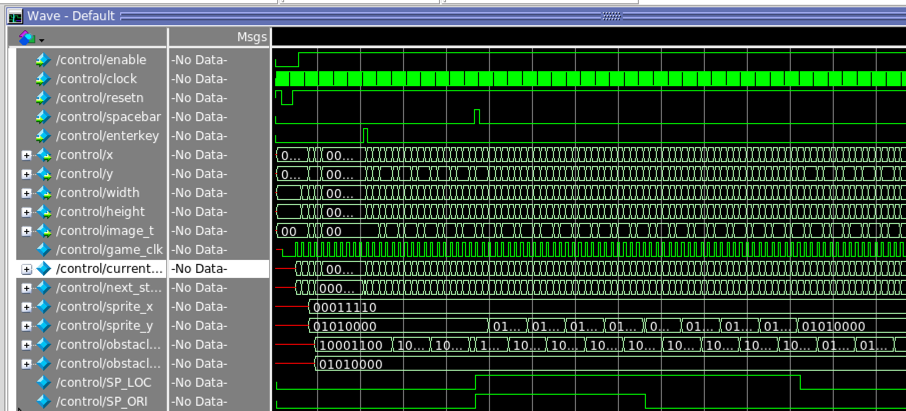 Wave - Default
Msgs
/control/enable -No Data-
/control/clock -No Data-
/control/resetn -No Data-
/control/spacebar -No Data-
/control/enterkey -No Data-
/control/x -No Data- 0... 00...
/control/y -No Data- 0... 00...
/control/width -No Data- 00...
/control/height -No Data- 00...
/control/image_t -No Data- 00 00
/control/game_clk -No Data-
/control/current... -No Data- 00...
/control/next_st... -No Data- 000...
/control/sprite_x -No Data- 00011110
/control/sprite_y -No Data- 01010000 01... 01... 01... 01... 0... 01... 01... 01... 01010000
/control/obstacl... -No Data- 10001100 10... 10... 1... 10... 10... 10... 10... 10... 10... 10... 10... 01... 01...
/control/obstacl... -No Data- 01010000
/control/SP_LOC -No Data-
/control/SP_ORI -No Data-